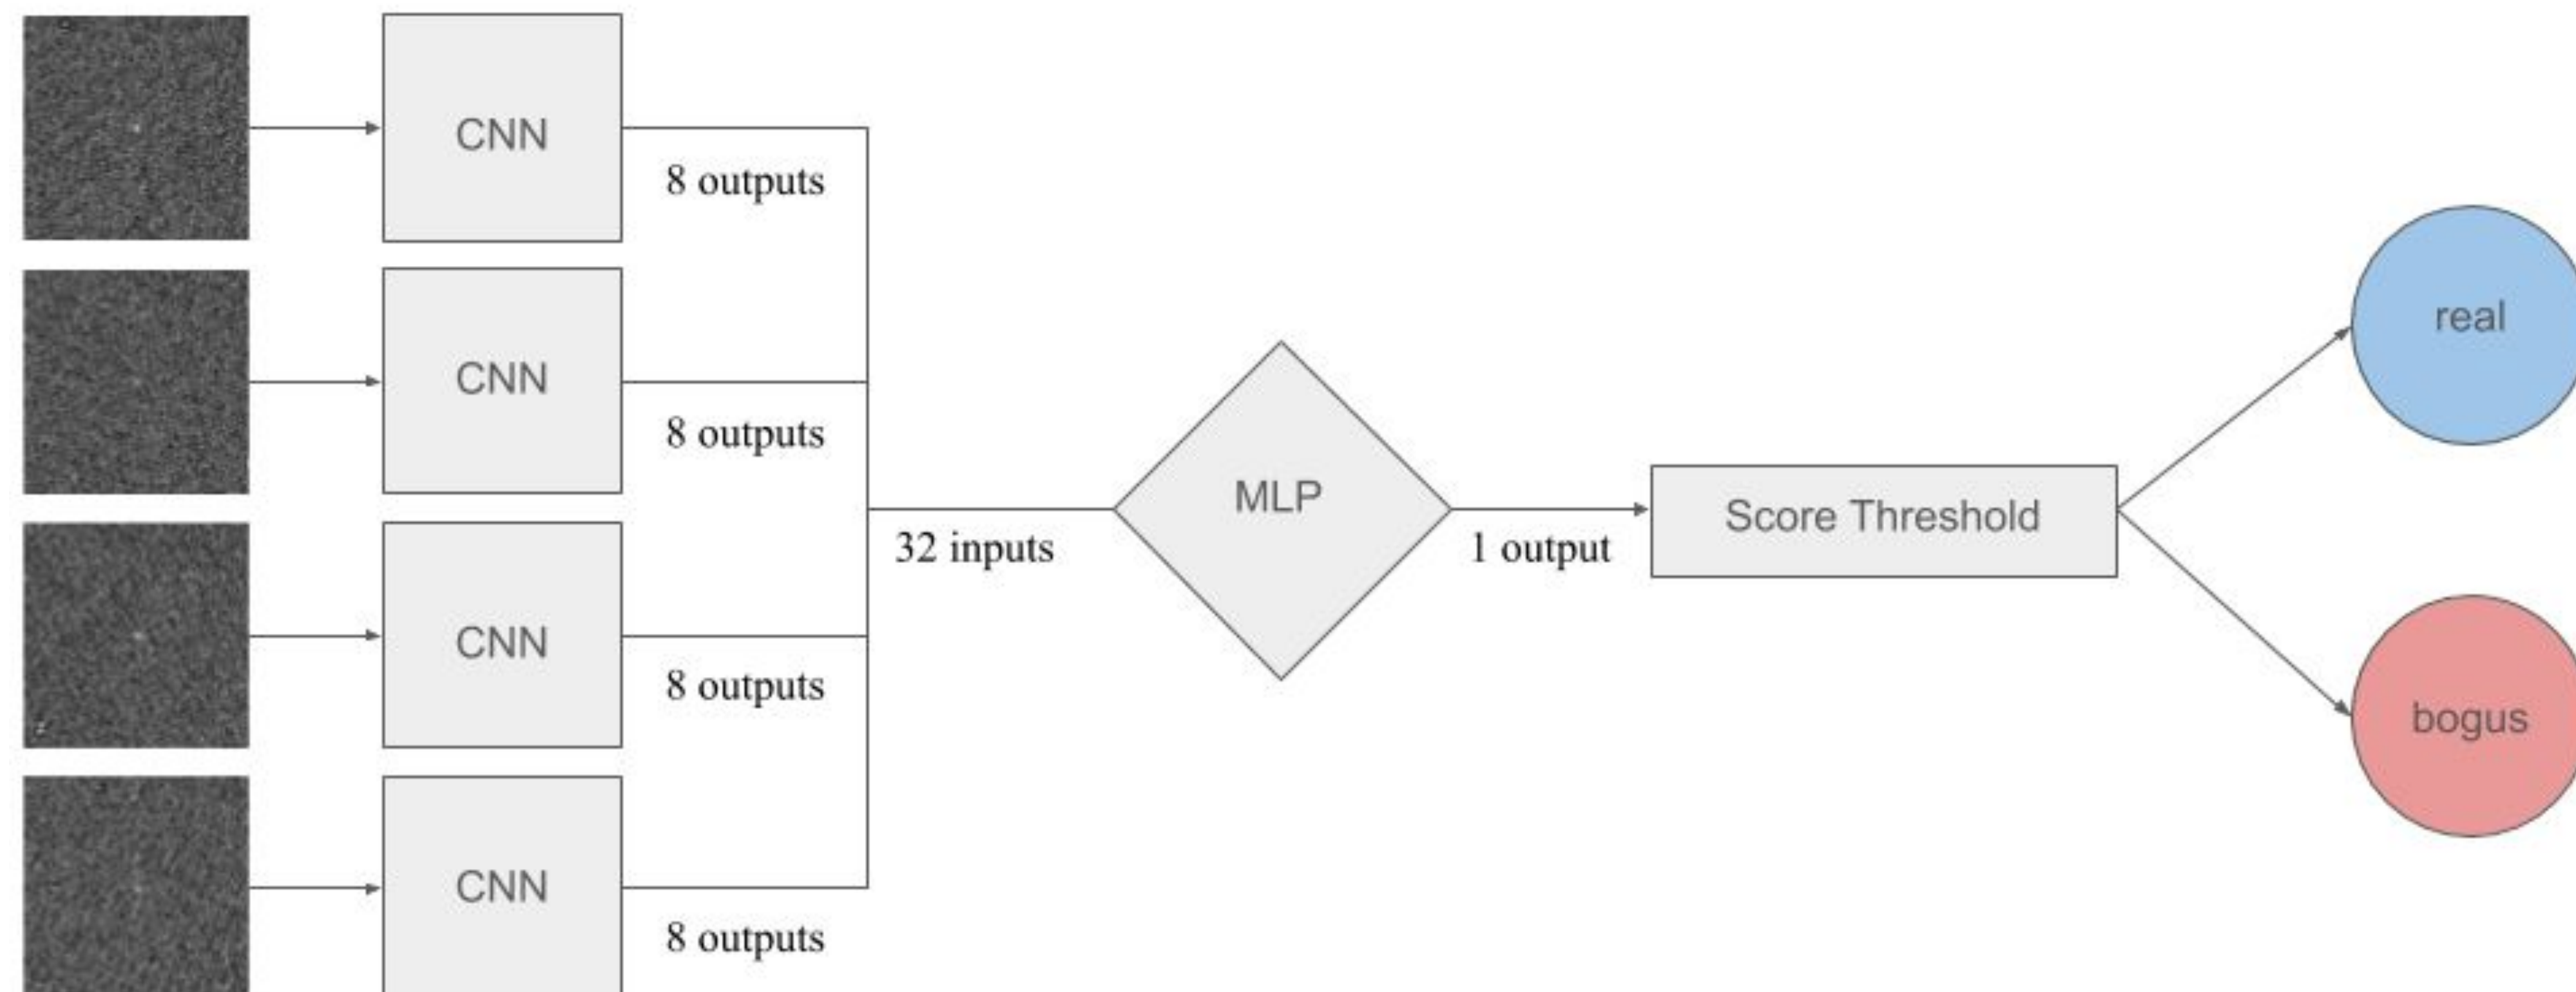 CNN
8 outputs
CNN
8 outputs
CNN
8 outputs
CNN
8 outputs
32 inputs
MLP
1 output
Score Threshold
real
bogus